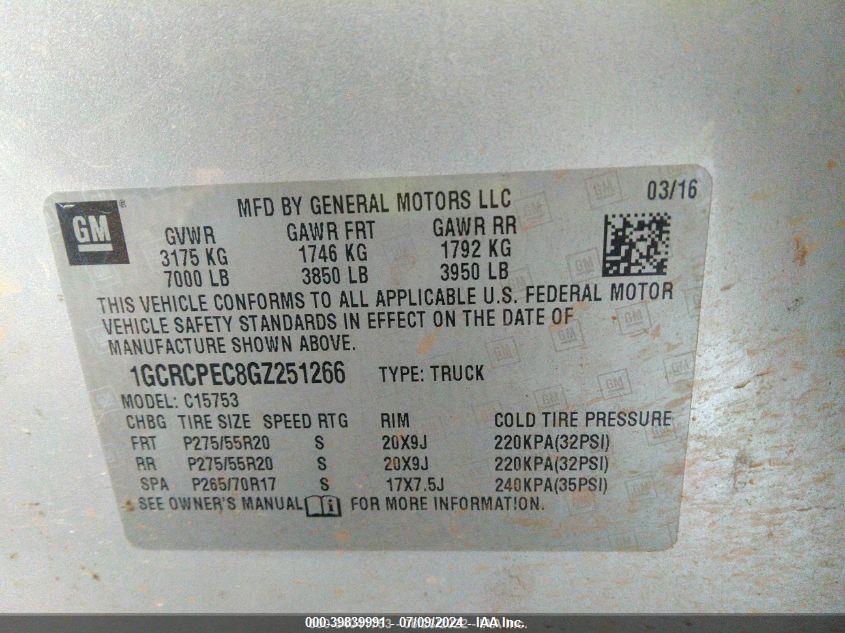 GM ®
MFD BY GENERAL MOTORS LLC 03/16
GVWR GAWR FRT GAWR RR
3175 KG 1746 KG 1792 KG
7000 LB 3850 LB 3950 LB
THIS VEHICLE CONFORMS TO ALL APPLICABLE U.S. FEDERAL MOTOR
VEHICLE SAFETY STANDARDS IN EFFECT ON THE DATE OF
MANUFACTURE SHOWN ABOVE.
1GCRCPEC8GZ251266 TYPE: TRUCK
MODEL: C15753
CHBG TIRE SIZE SPEED RTG RIM COLD TIRE PRESSURE
FRT P275/55R20 S 20X9J 220KPA(32PSI)
RR P275/55R20 S 20X9J 220KPA(32PSI)
SPA P265/70R17 S 17X7.5J 240KPA(35PSI)
SEE OWNER'S MANUAL FOR MORE INFORMATION.
000-39839991 - 07/09/2024 - IAA Inc.